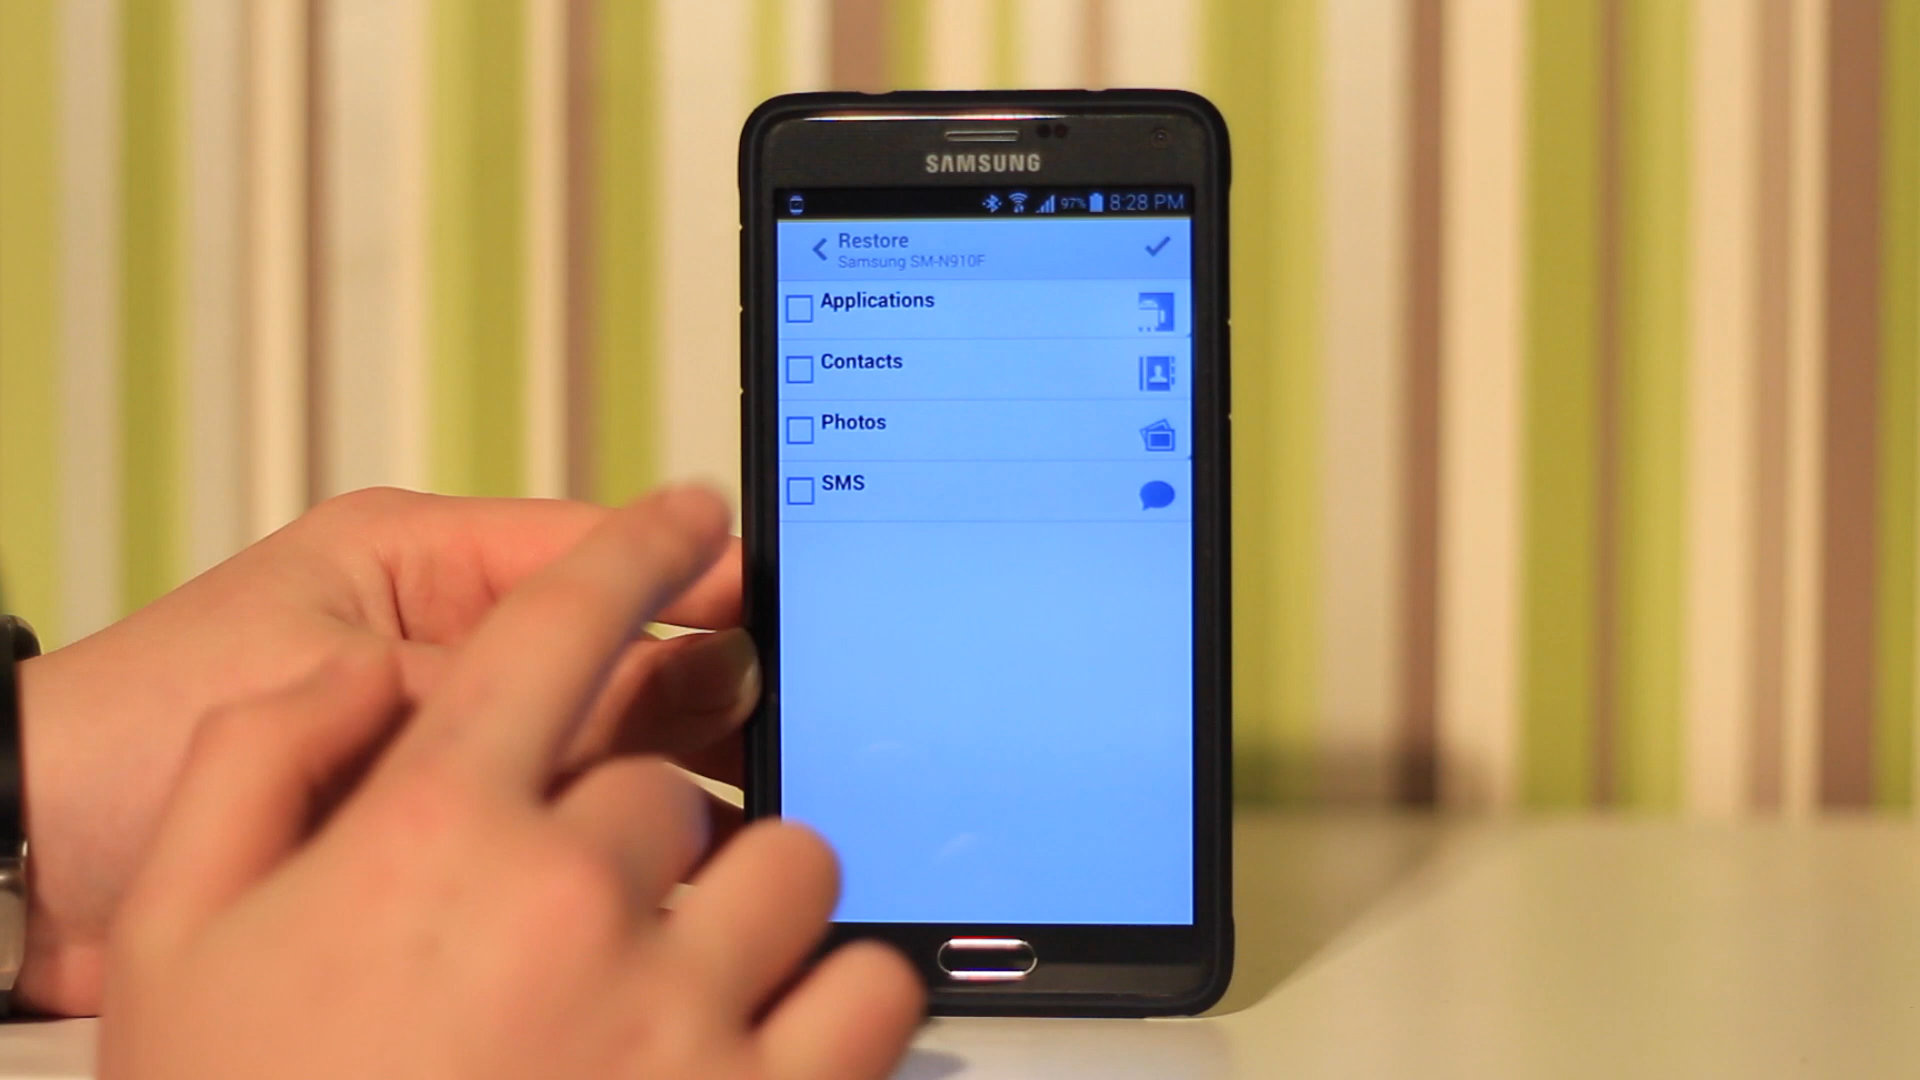 SAMSUNG
97% 8:28 PM
Restore
Samsung SM-N910F
Applications
Contacts
Photos
SMS